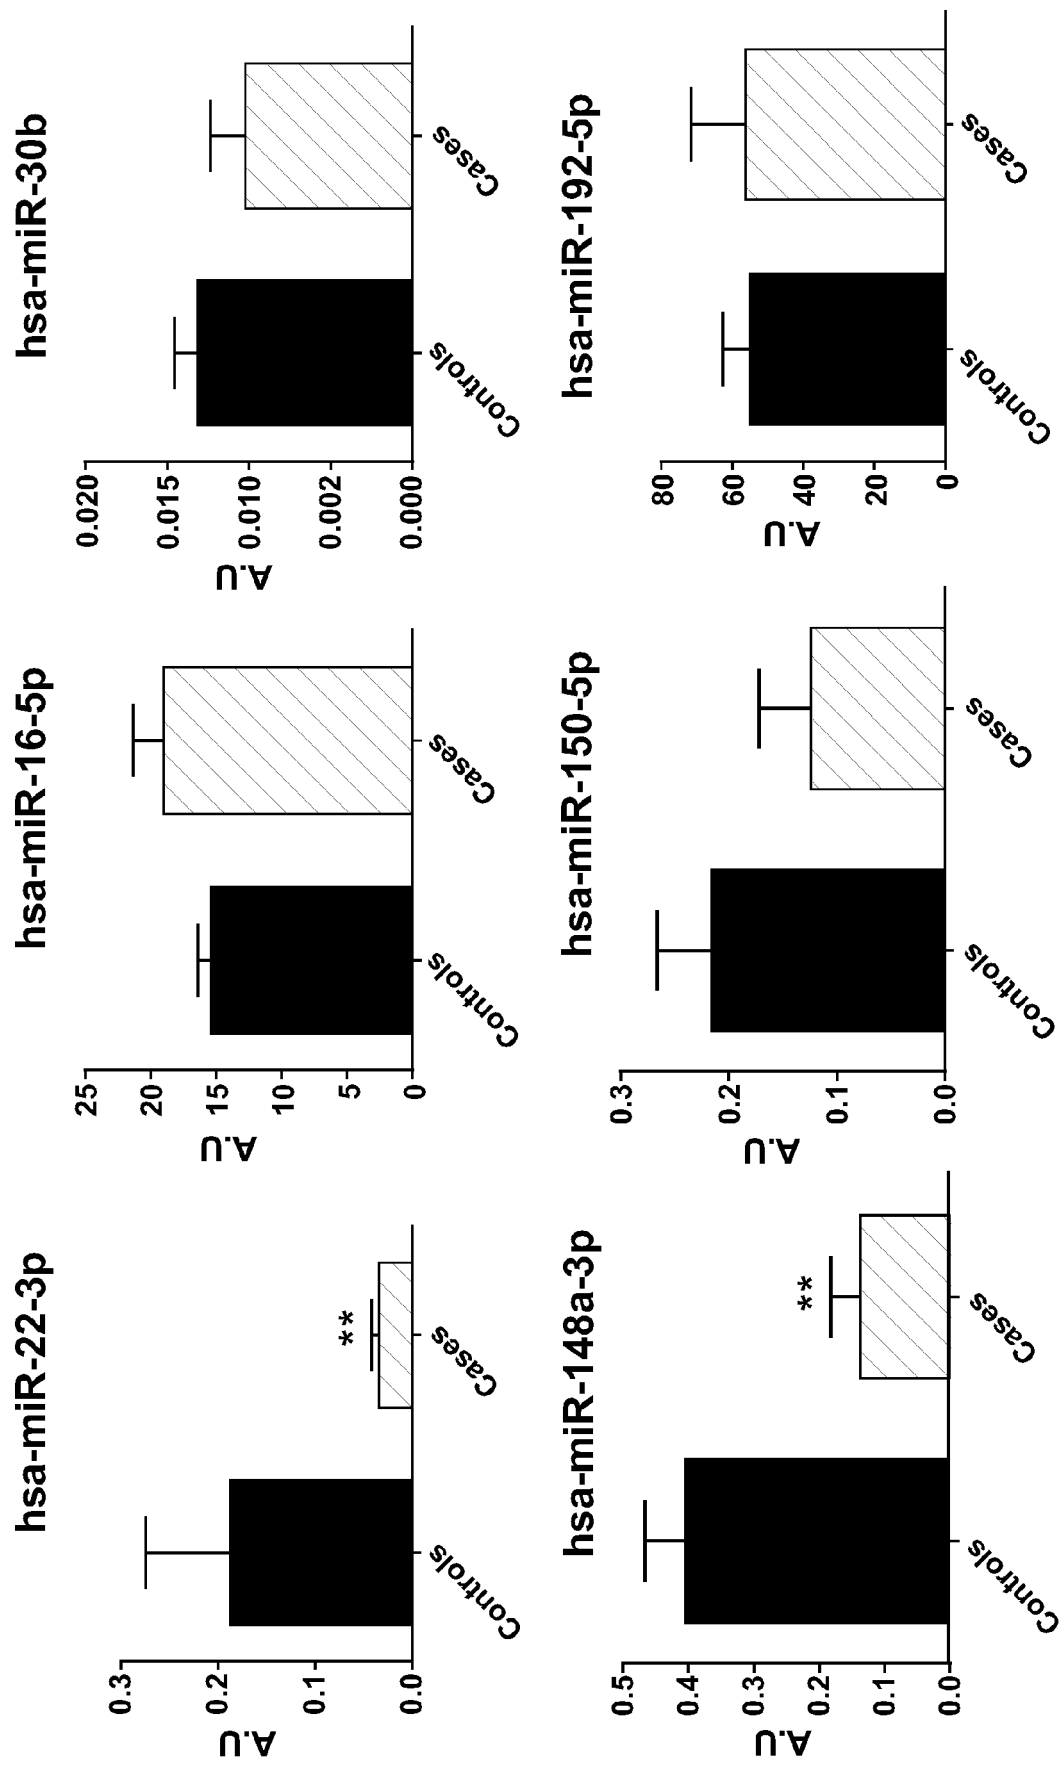 hsa-miR-22-3p
A.U
0.3
0.2
0.1
0.0
**
Controls
Cases
hsa-miR-16-5p
A.U
25
20
15
10
5
0
Controls
Cases
hsa-miR-30b
A.U
0.020
0.015
0.010
0.002
0.000
Controls
Cases
hsa-miR-148a-3p
A.U
0.5
0.4
0.3
0.2
0.1
0.0
**
Controls
Cases
hsa-miR-150-5p
A.U
0.3
0.2
0.1
0.0
Controls
Cases
hsa-miR-192-5p
A.U
80
60
40
20
0
Controls
Cases